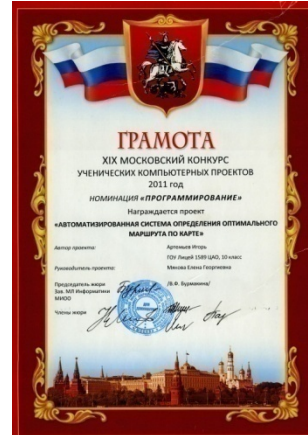 ГРАМОТА
XIX МОСКОВСКИЙ КОНКУРС
УЧЕНИЧЕСКИХ КОМПЬЮТЕРНЫХ ПРОЕКТОВ
2011 год
НОМИНАЦИЯ «ПРОГРАММИРОВАНИЕ»
Награждается проект
«АВТОМАТИЗИРОВАННАЯ СИСТЕМА ОПРЕДЕЛЕНИЯ ОПТИМАЛЬНОГО
МАРШРУТА ПО КАРТЕ»
Автор проекта: Артемьев Игорь
ГОУ Лицей 1589 ЦАО, 10 класс
Руководитель проекта: Минова Елена Георгиевна
Председатель жюри
Зав. МЛ Информатики /В.Ф. Бурмакина/
МИОО
Члены жюри